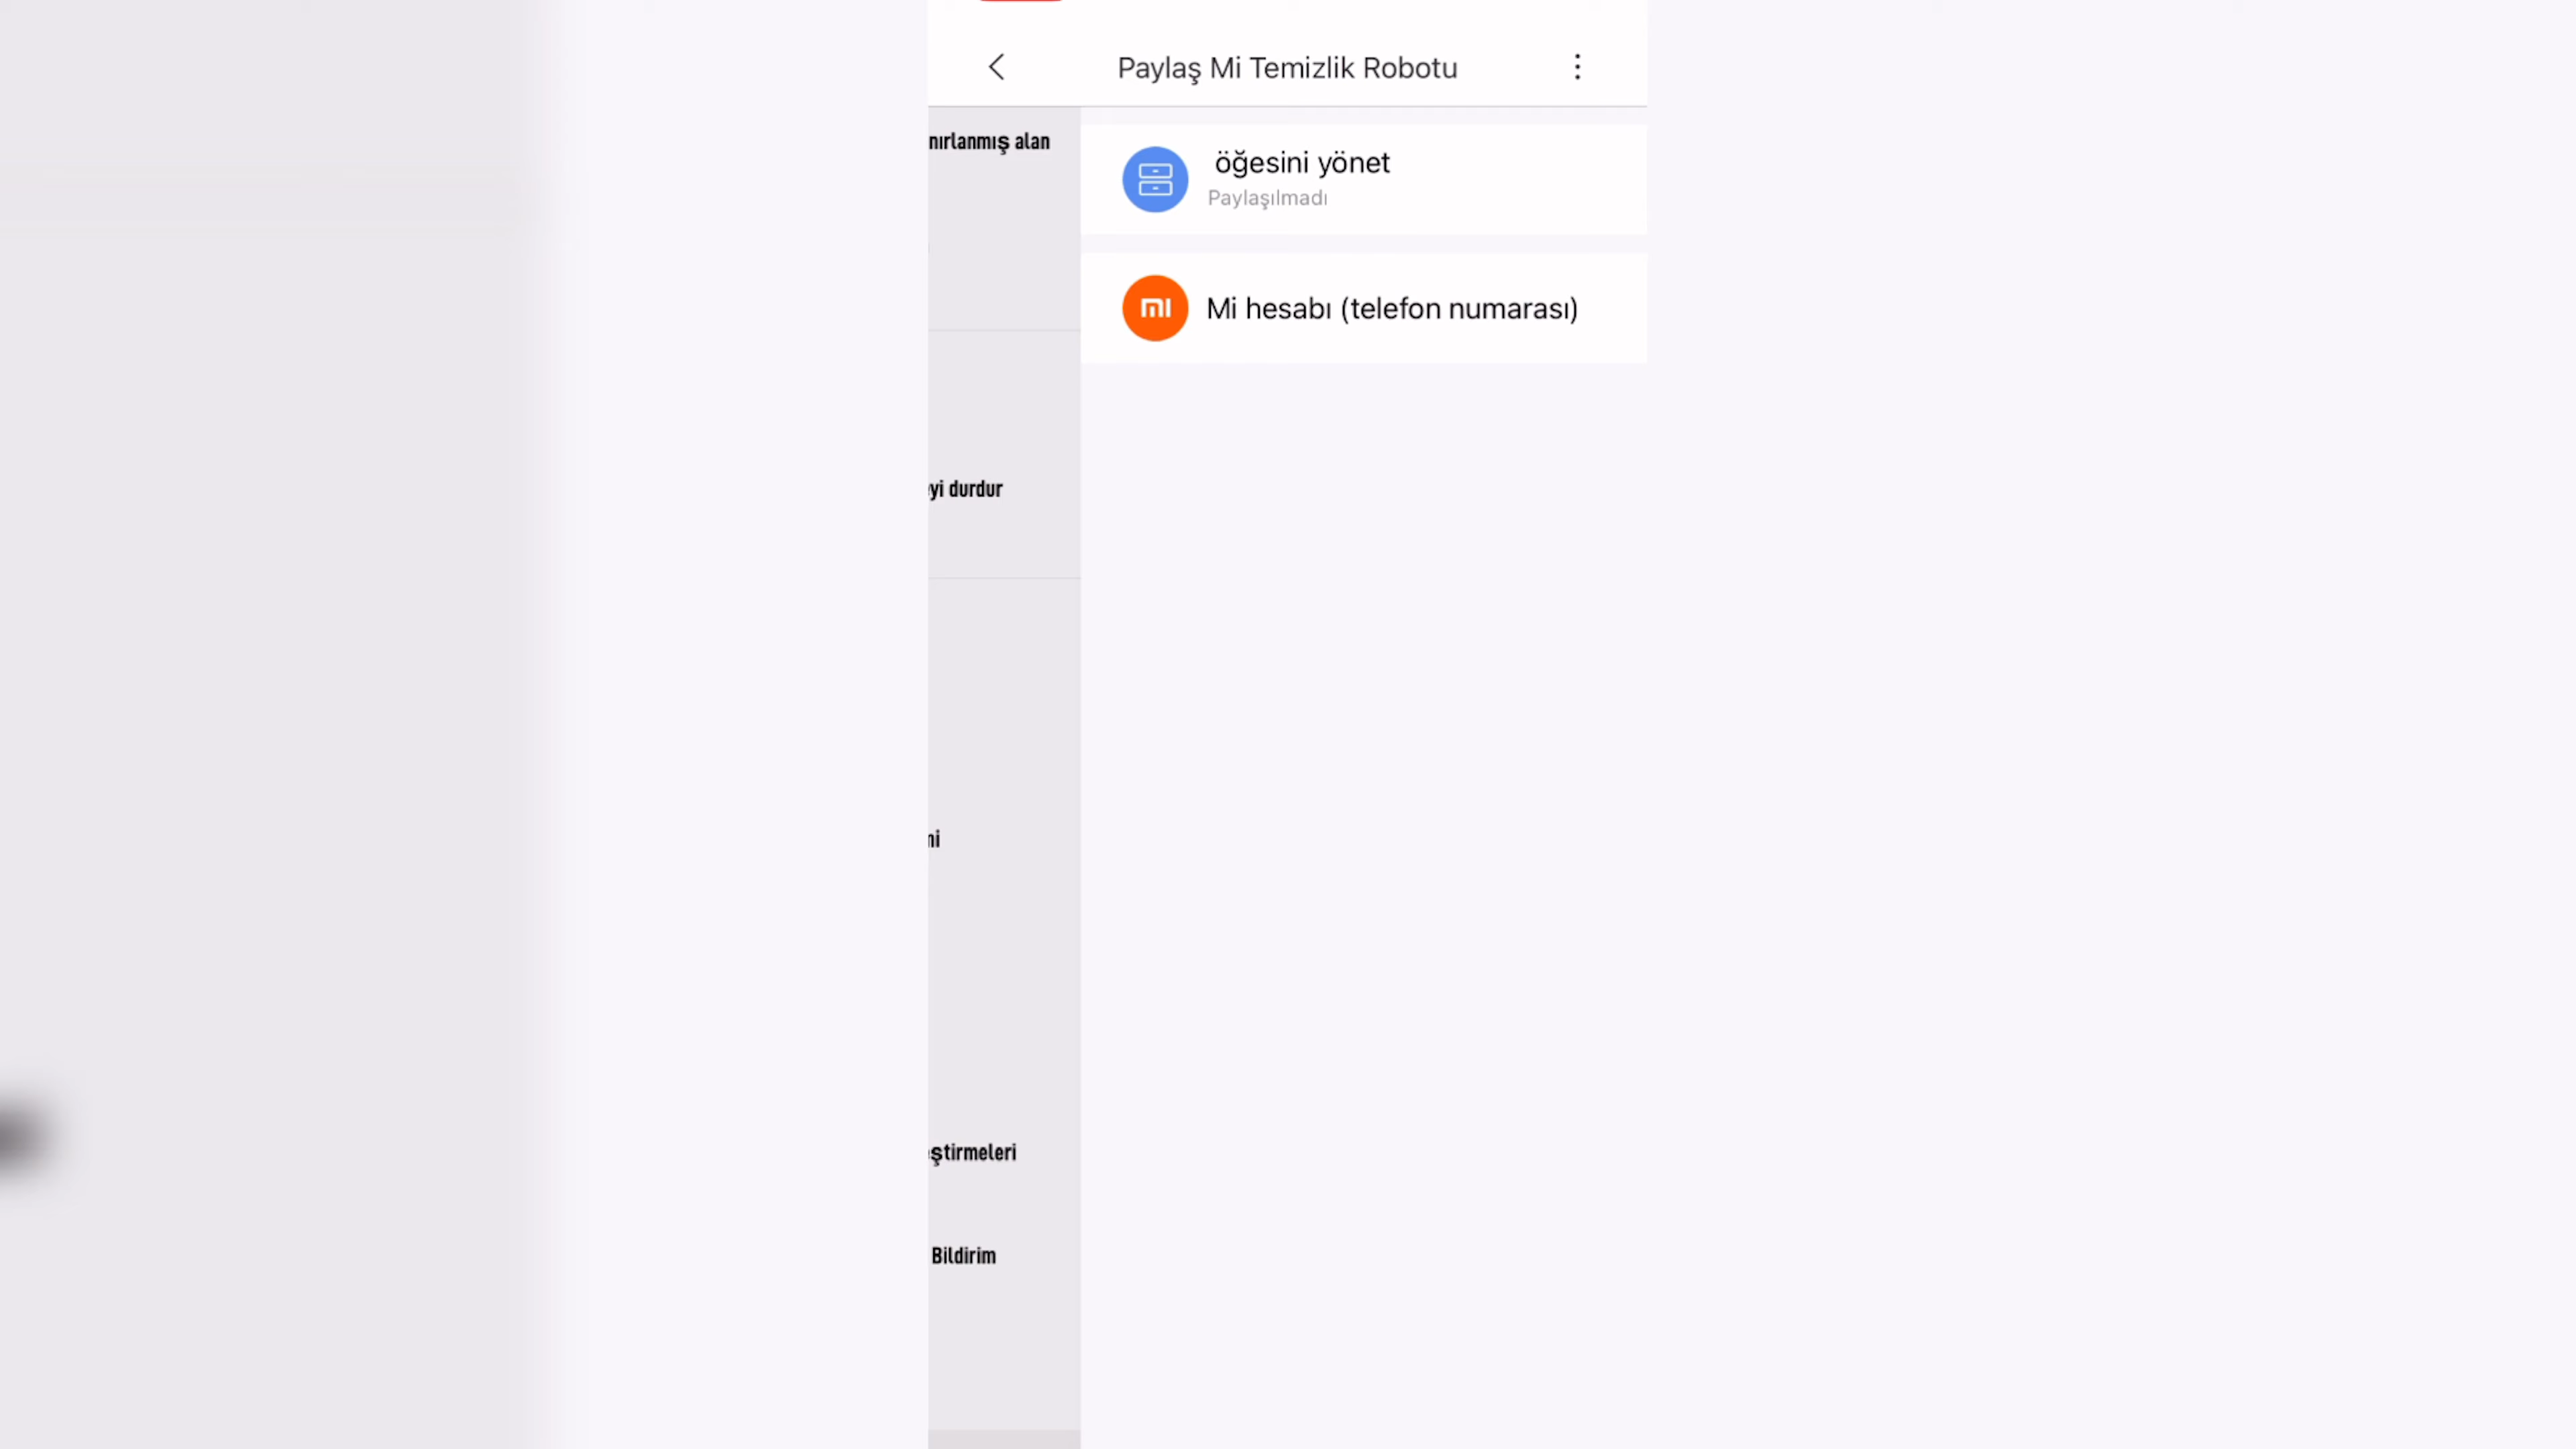 Paylaş Mi Temizlik Robotu
nırlanmış alan
öğesini yönet
Paylaşılmadı
mı
Mi hesabı (telefon numarası)
yi durdur
ni
ştirmeleri
Bildirim